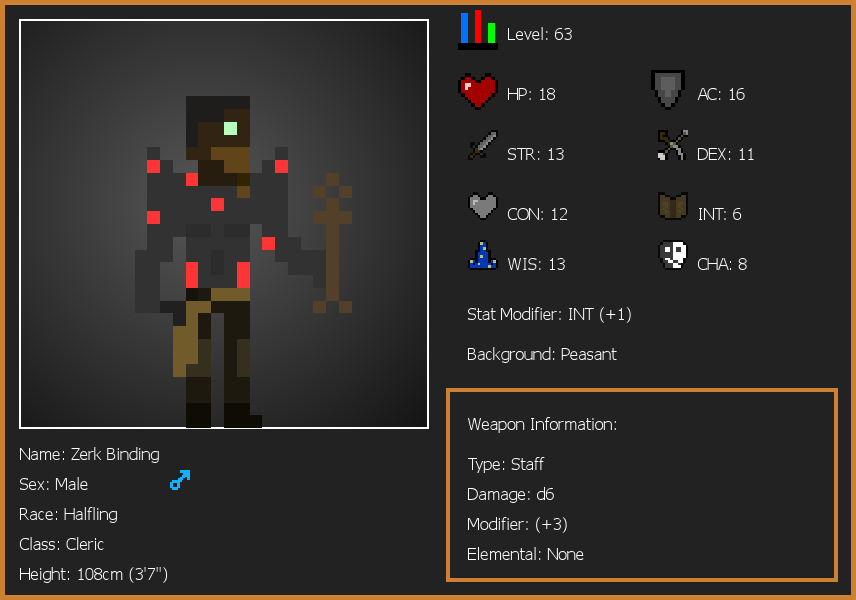 Level: 63
HP: 18
AC: 16
STR: 13
DEX: 11
CON: 12
INT: 6
WIS: 13
CHA: 8
Stat Modifier: INT (+1)
Background: Peasant
Weapon Information:
Type: Staff
Damage: d6
Modifier: (+3)
Elemental: None
Name: Zerk Binding
Sex: Male
Race: Halfling
Class: Cleric
Height: 108cm (3'7")